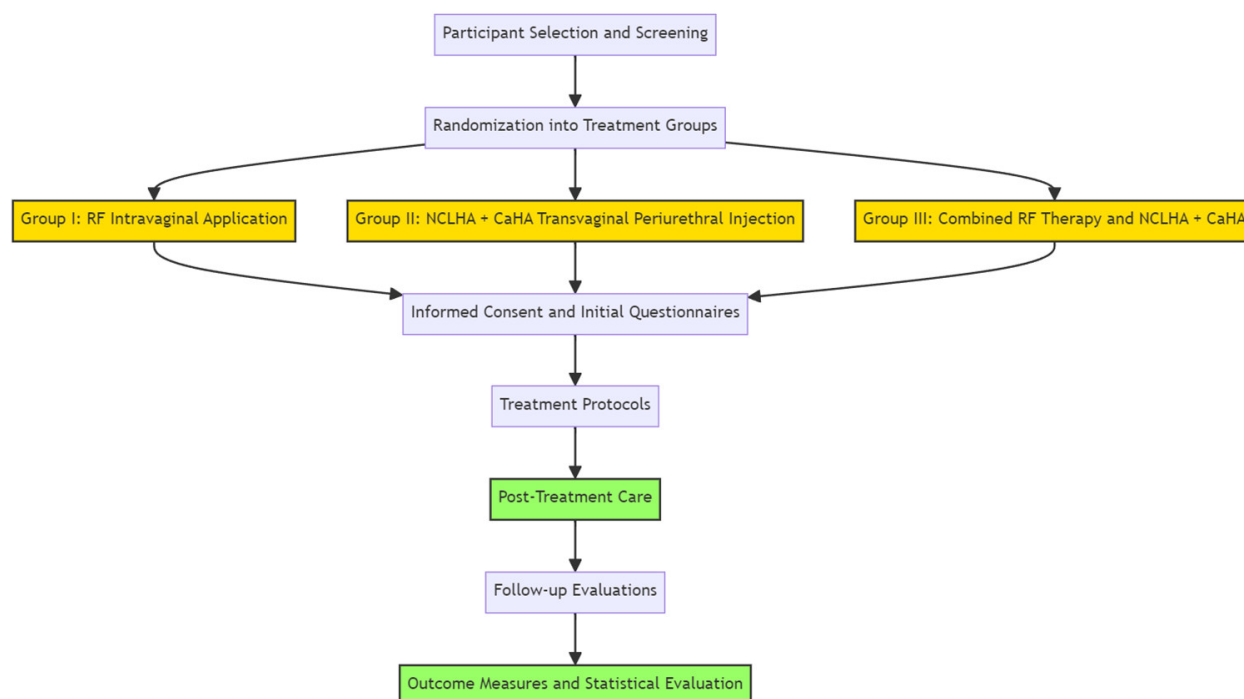 Participant Selection and Screening
Randomization into Treatment Groups
Group I: RF Intravaginal Application
Group II: NCLHA + CaHA Transvaginal Periurethral Injection
Group III: Combined RF Therapy and NCLHA + CaHA
Informed Consent and Initial Questionnaires
Treatment Protocols
Post-Treatment Care
Follow-up Evaluations
Outcome Measures and Statistical Evaluation